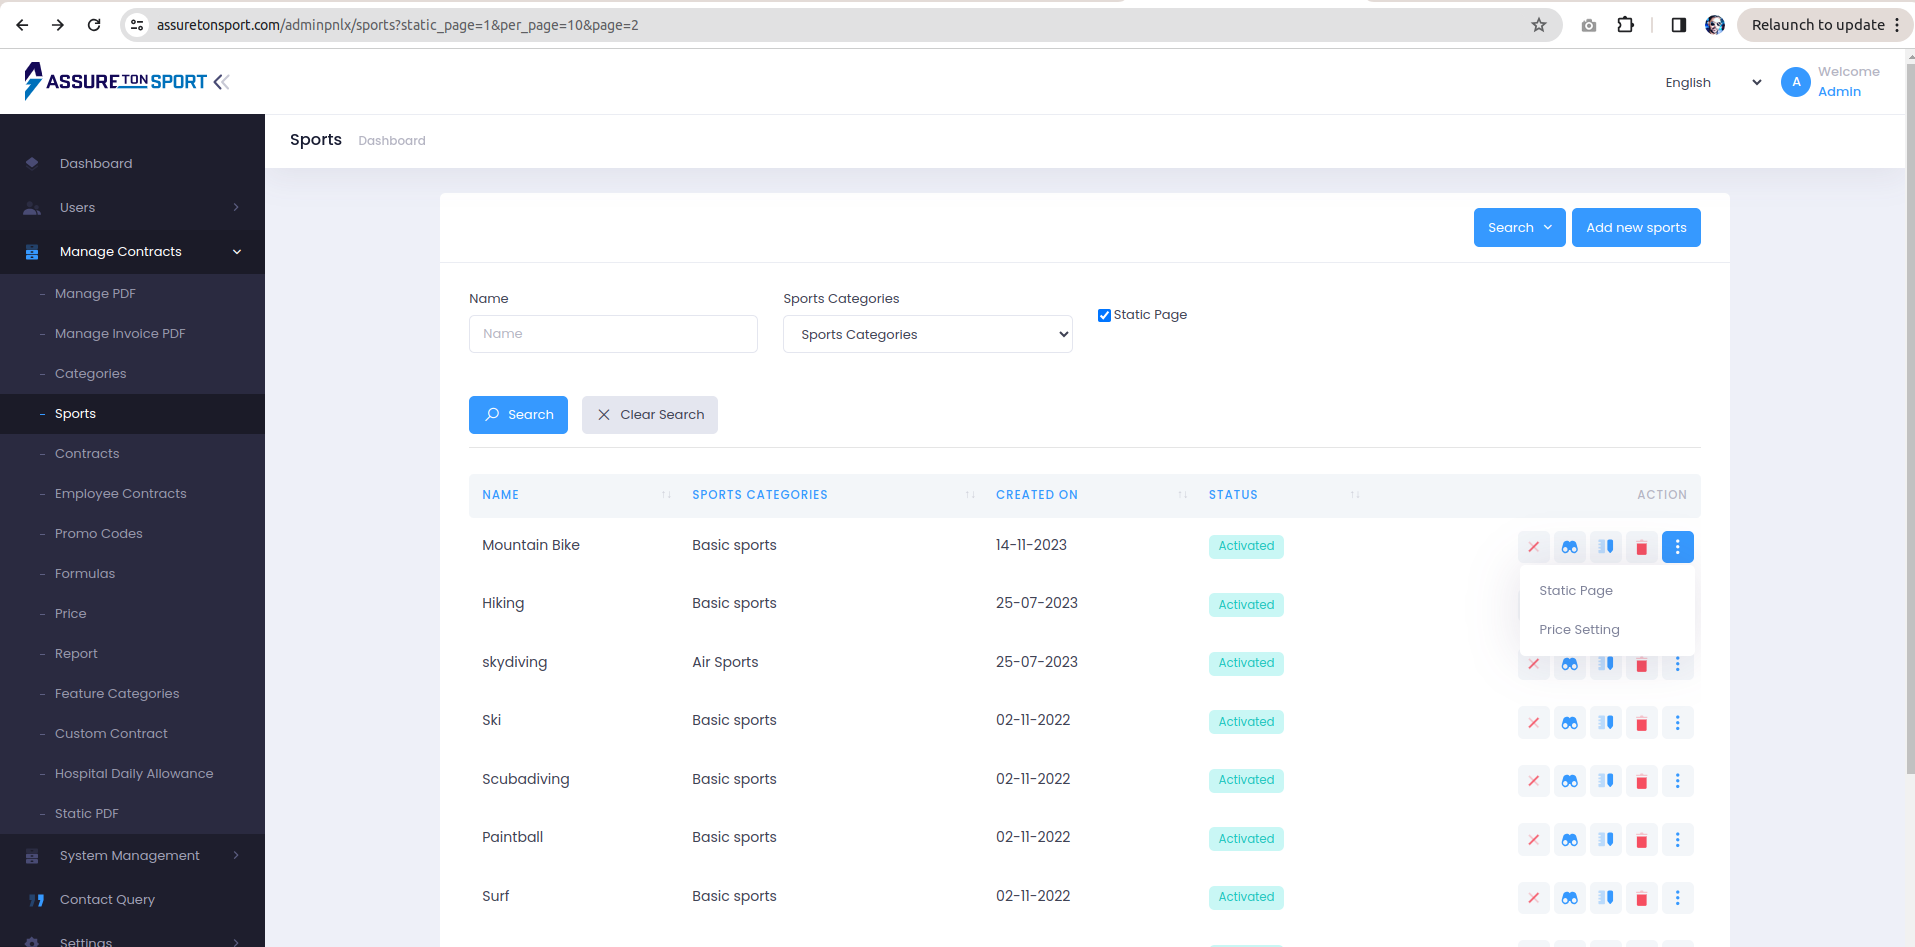 assuretonsport.com/adminpnlx/sports?static_page=1&per_page=10&page=2
Relaunch to update
ASSURETONSPORT
English
A
Welcome
Admin
Sports
Dashboard
Dashboard
Users
Manage Contracts
- Manage PDF
- Manage Invoice PDF
- Categories
- Sports
- Contracts
- Employee Contracts
- Promo Codes
- Formulas
- Price
- Report
- Feature Categories
- Custom Contract
- Hospital Daily Allowance
- Static PDF
System Management
Contact Query
Settings
Search
Add new sports
Name
Sports Categories
Static Page
Name
Sports Categories
Search
Clear Search
NAME SPORTS CATEGORIES CREATED ON STATUS ACTION
Mountain Bike Basic sports 14-11-2023 Activated
Static Page
Price Setting
Hiking Basic sports 25-07-2023 Activated
skydiving Air Sports 25-07-2023 Activated
Ski Basic sports 02-11-2022 Activated
Scubadiving Basic sports 02-11-2022 Activated
Paintball Basic sports 02-11-2022 Activated
Surf Basic sports 02-11-2022 Activated